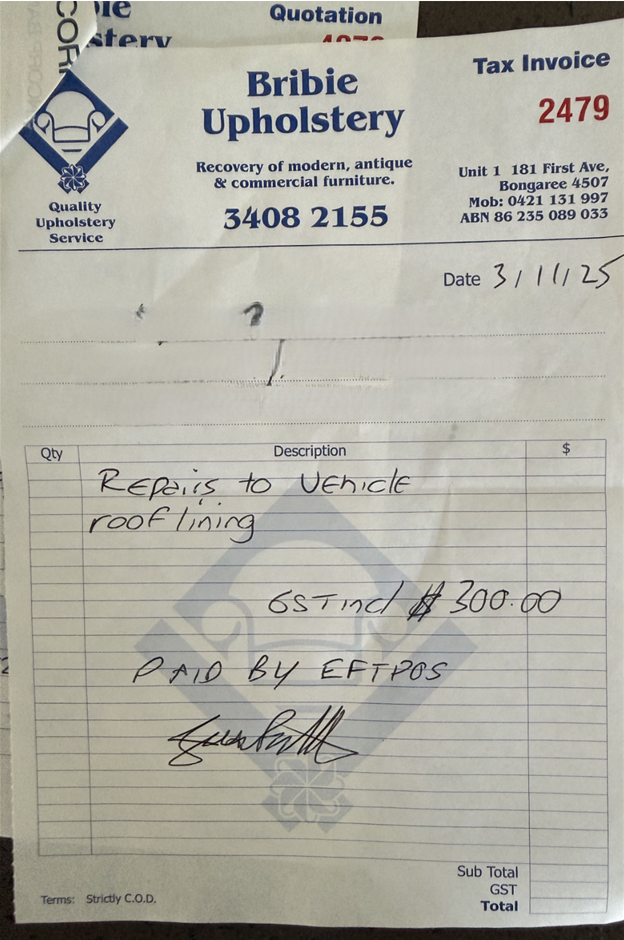 Quotation
Bribie
Upholstery
Tax Invoice
2479
Recovery of modern, antique
& commercial furniture.
3408 2155
Unit 1 181 First Ave,
Bongaree 4507
Mob: 0421 131 997
ABN 86 235 089 033
Quality
Upholstery
Service
Date 3/11/25
Qty Description $
Repairs to Vehicle
roof lining
GST incl $300.00
PAID BY EFTPOS
Sub Total
GST
Total
Terms: Strictly C.O.D.